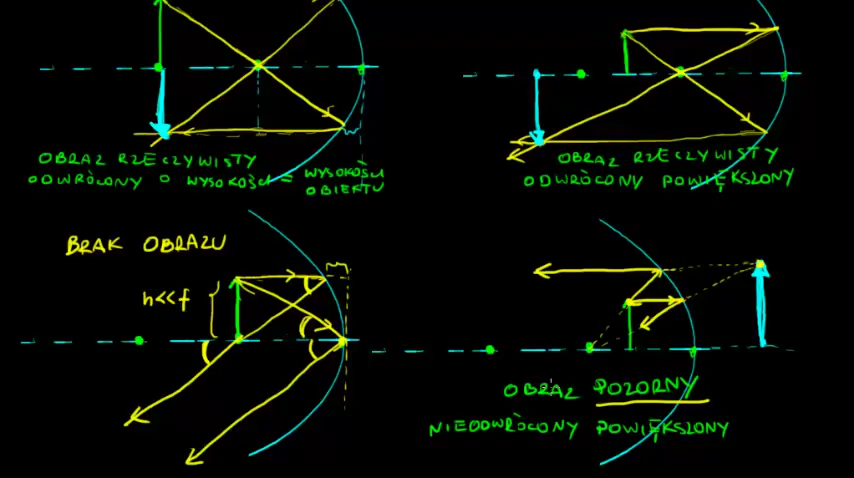 OBRAZ RZECZYWISTY
ODWRÓCONY O WYSOKOŚCI = WYSOKOŚCI
OBIEKTU
OBRAZ RZECZYWISTY
ODWRÓCONY POWIĘKSZONY
BRAK OBRAZU
h<<f
OBRAZ POZORNY
NIEODWRÓCONY POWIĘKSZONY